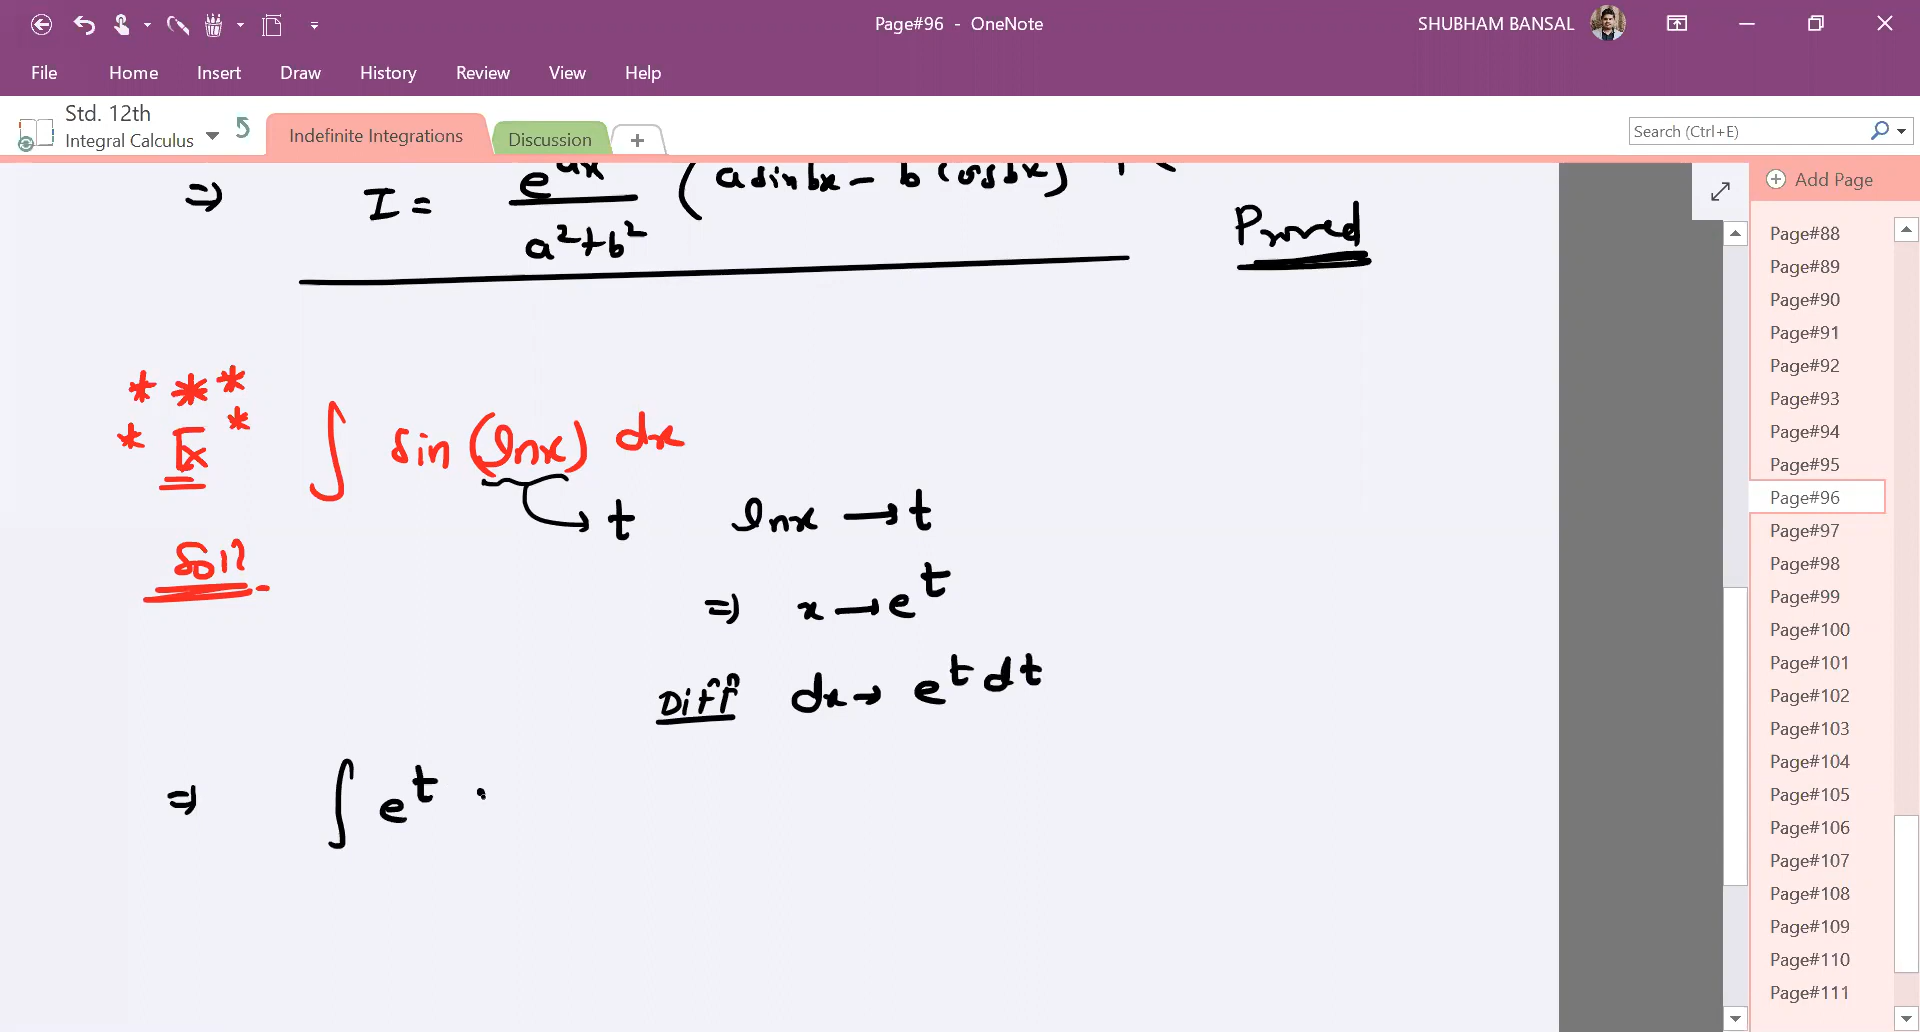 Page#96 - OneNote
SHUBHAM BANSAL
File Home Insert Draw History Review View Help
Std. 12th
Integral Calculus
Indefinite Integrations
Discussion
+
Search (Ctrl+E)
Add Page
Page#88
Page#89
Page#90
Page#91
Page#92
Page#93
Page#94
Page#95
Page#96
Page#97
Page#98
Page#99
Page#100
Page#101
Page#102
Page#103
Page#104
Page#105
Page#106
Page#107
Page#108
Page#109
Page#110
Page#111
⇒ I = e^ax / a²+b² (a sin bx − b cos bx) +
Proved
* * *
* Ex *
∫ sin (ln x) dx
→ t ln x → t
Sol^n
⇒ x → e^t
Diff^n dx → e^t dt
⇒ ∫ e^t ·